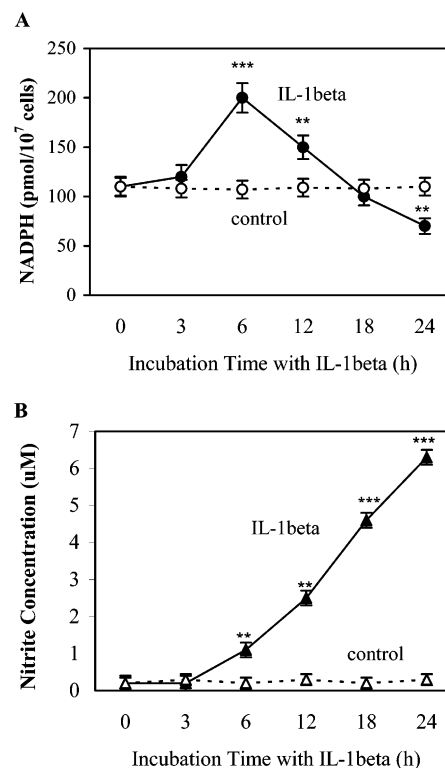 A
NADPH (pmol/10⁷ cells)
250
200
150
100
50
0
***
IL-1beta
**
control
**
0 3 6 12 18 24
Incubation Time with IL-1beta (h)
B
Nitrite Concentration (uM)
7
6
5
4
3
2
1
0
***
***
IL-1beta
**
**
control
0 3 6 12 18 24
Incubation Time with IL-1beta (h)